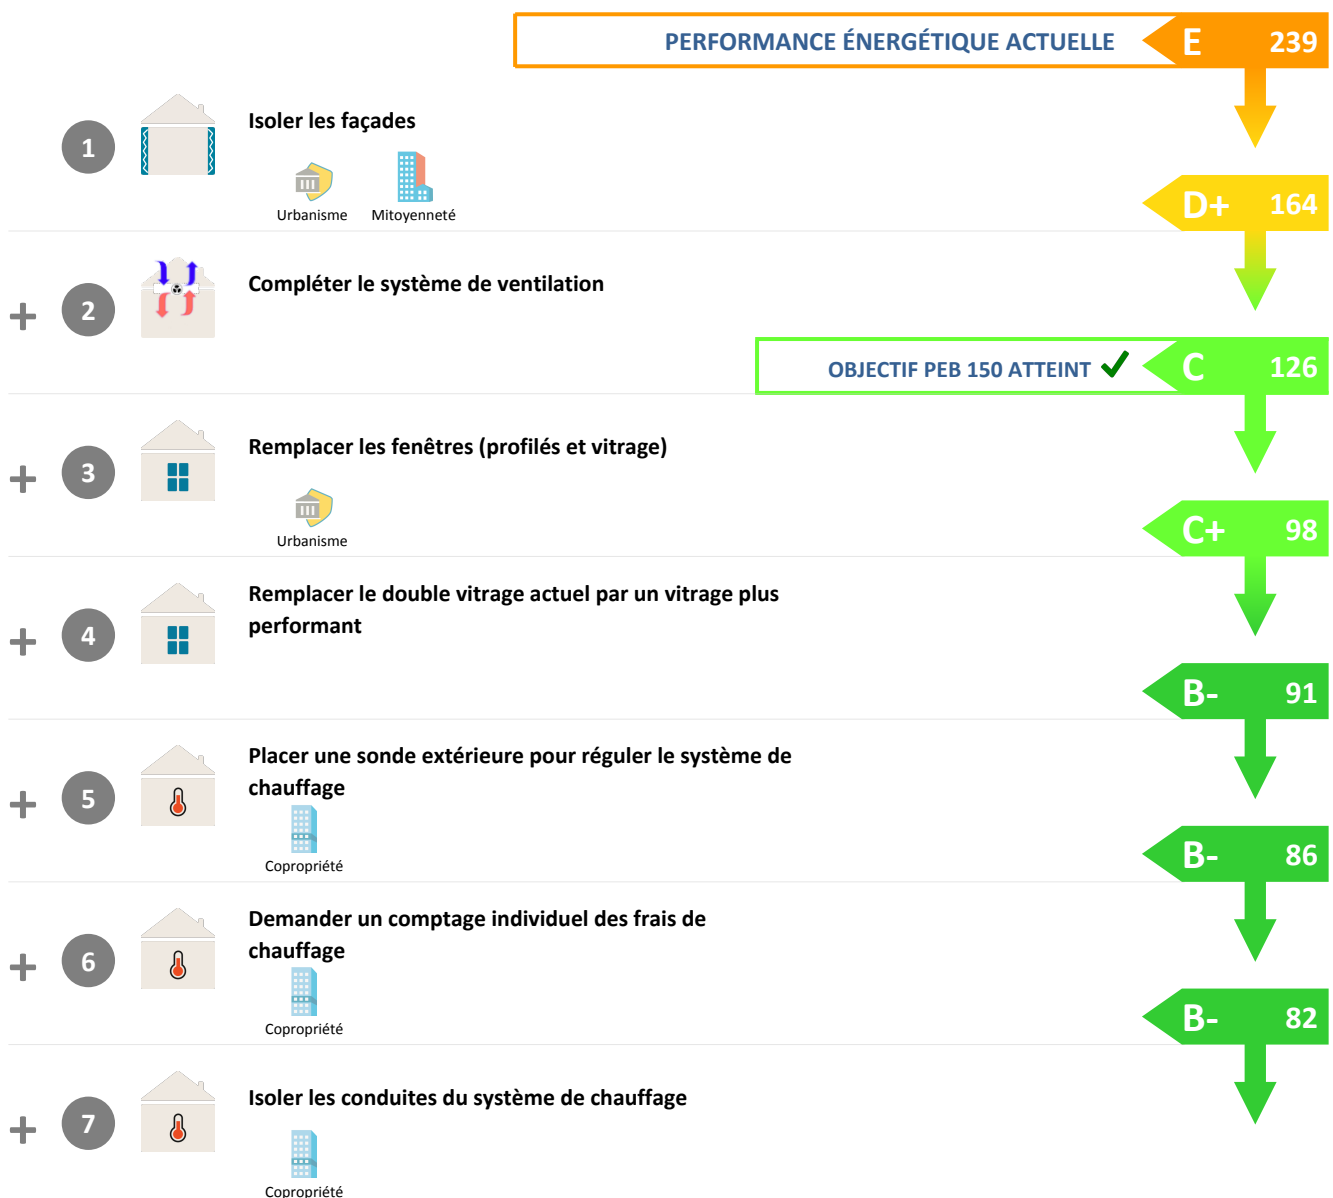 PERFORMANCE ÉNERGÉTIQUE ACTUELLE E 239
1 Isoler les façades
Urbanisme Mitoyenneté
D+ 164
+ 2 Compléter le système de ventilation
OBJECTIF PEB 150 ATTEINT ✓ C 126
+ 3 Remplacer les fenêtres (profilés et vitrage)
Urbanisme
C+ 98
+ 4 Remplacer le double vitrage actuel par un vitrage plus
performant
B- 91
+ 5 Placer une sonde extérieure pour réguler le système de
chauffage
Copropriété
B- 86
+ 6 Demander un comptage individuel des frais de
chauffage
Copropriété
B- 82
+ 7 Isoler les conduites du système de chauffage
Copropriété